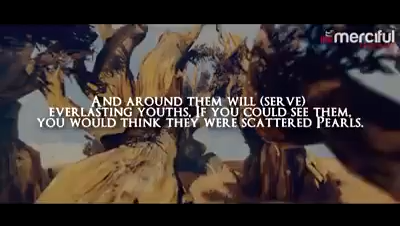 merciful
And around them will (serve)
everlasting youths, If you could see them,
you would think they were scattered Pearls.